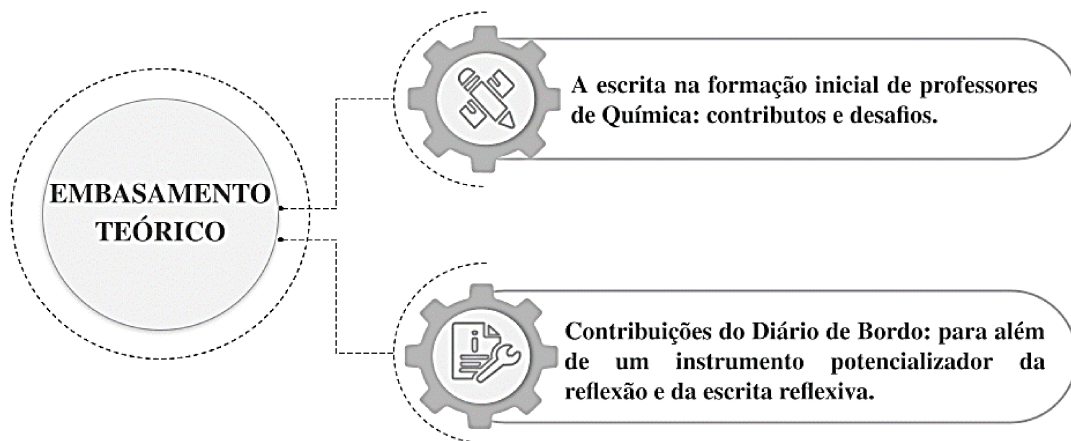 EMBASAMENTO
TEÓRICO
A escrita na formação inicial de professores
de Química: contributos e desafios.
Contribuições do Diário de Bordo: para além
de um instrumento potencializador da
reflexão e da escrita reflexiva.